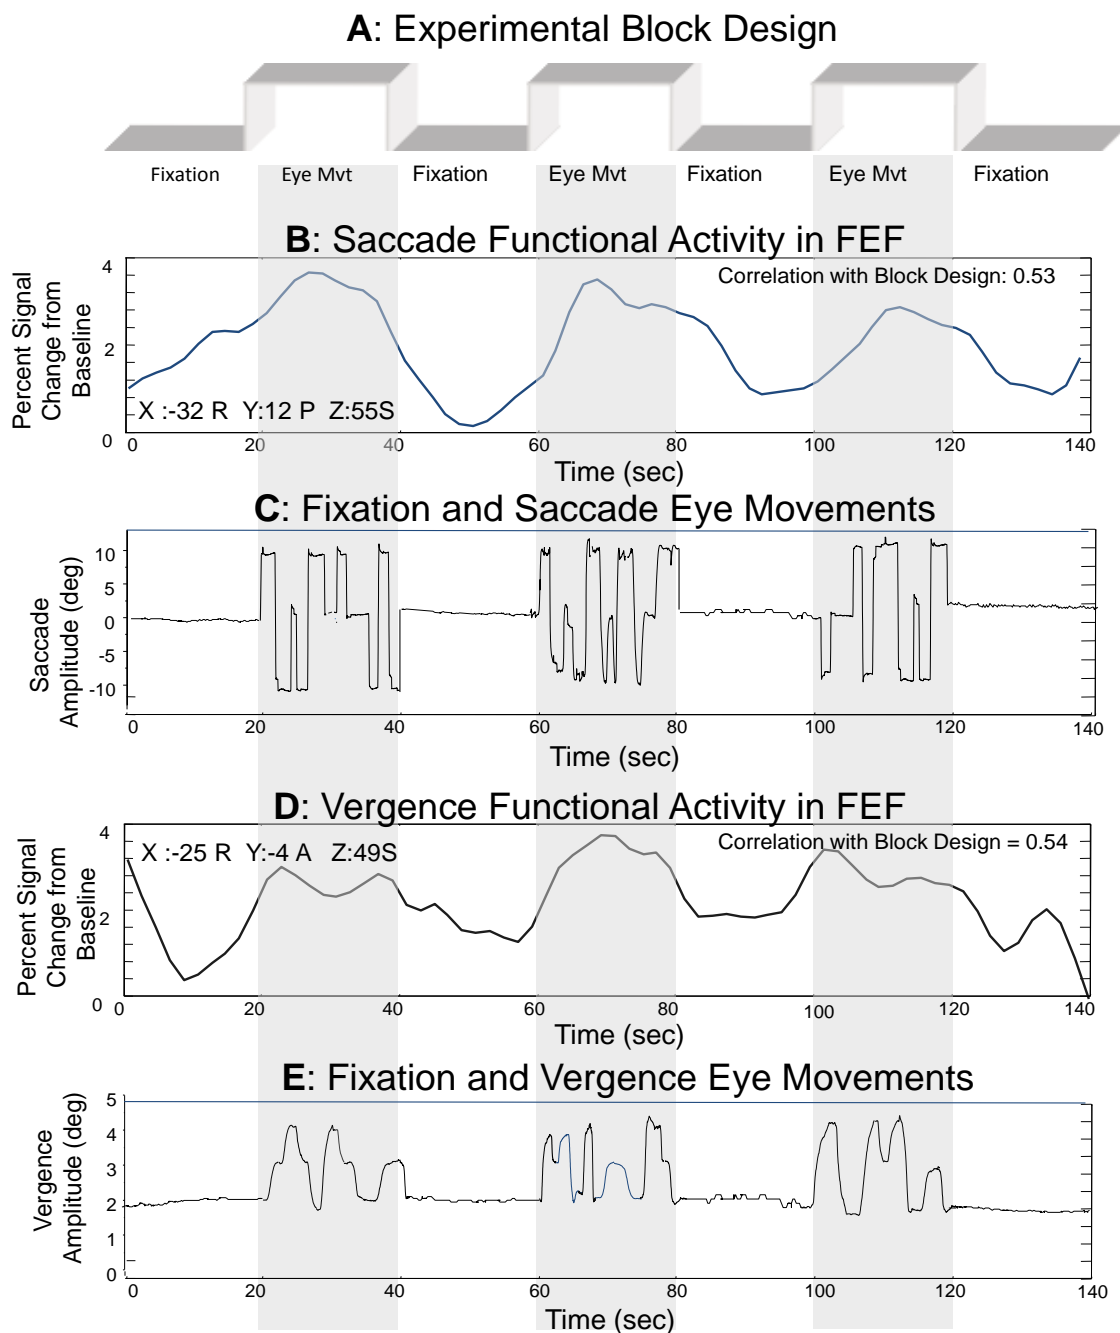 A: Experimental Block Design
Fixation Eye Mvt Fixation Eye Mvt Fixation Eye Mvt Fixation
B: Saccade Functional Activity in FEF
Percent Signal
Change from
Baseline
4
2
0
Correlation with Block Design: 0.53
X :-32 R Y:12 P Z:55S
20 40 60 80 100 120 140
Time (sec)
C: Fixation and Saccade Eye Movements
Saccade
Amplitude (deg)
10
5
0
-5
-10
0 20 40 60 80 100 120 140
Time (sec)
D: Vergence Functional Activity in FEF
Percent Signal
Change from
Baseline
4
2
0
X :-25 R Y:-4 A Z:49S
Correlation with Block Design = 0.54
0 20 40 60 80 100 120 140
Time (sec)
E: Fixation and Vergence Eye Movements
Vergence
Amplitude (deg)
5
4
3
2
1
0
0 20 40 60 80 100 120 140
Time (sec)